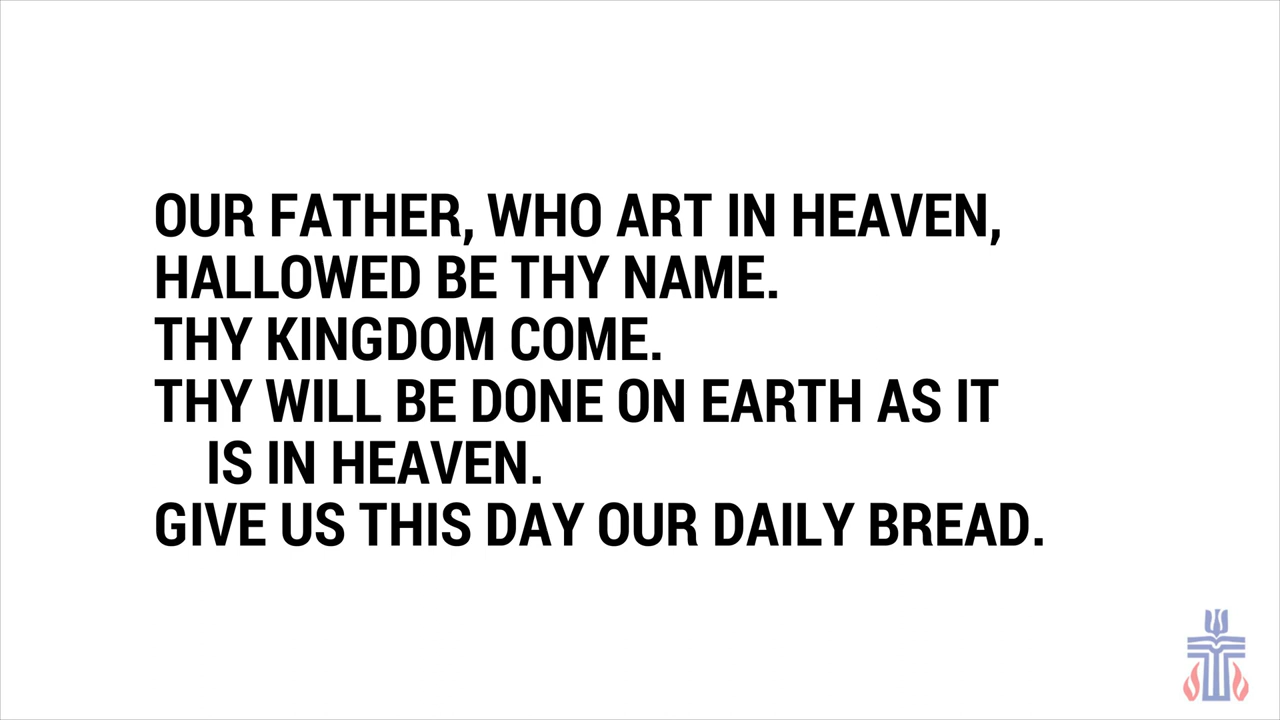 OUR FATHER, WHO ART IN HEAVEN,
HALLOWED BE THY NAME.
THY KINGDOM COME.
THY WILL BE DONE ON EARTH AS IT
IS IN HEAVEN.
GIVE US THIS DAY OUR DAILY BREAD.